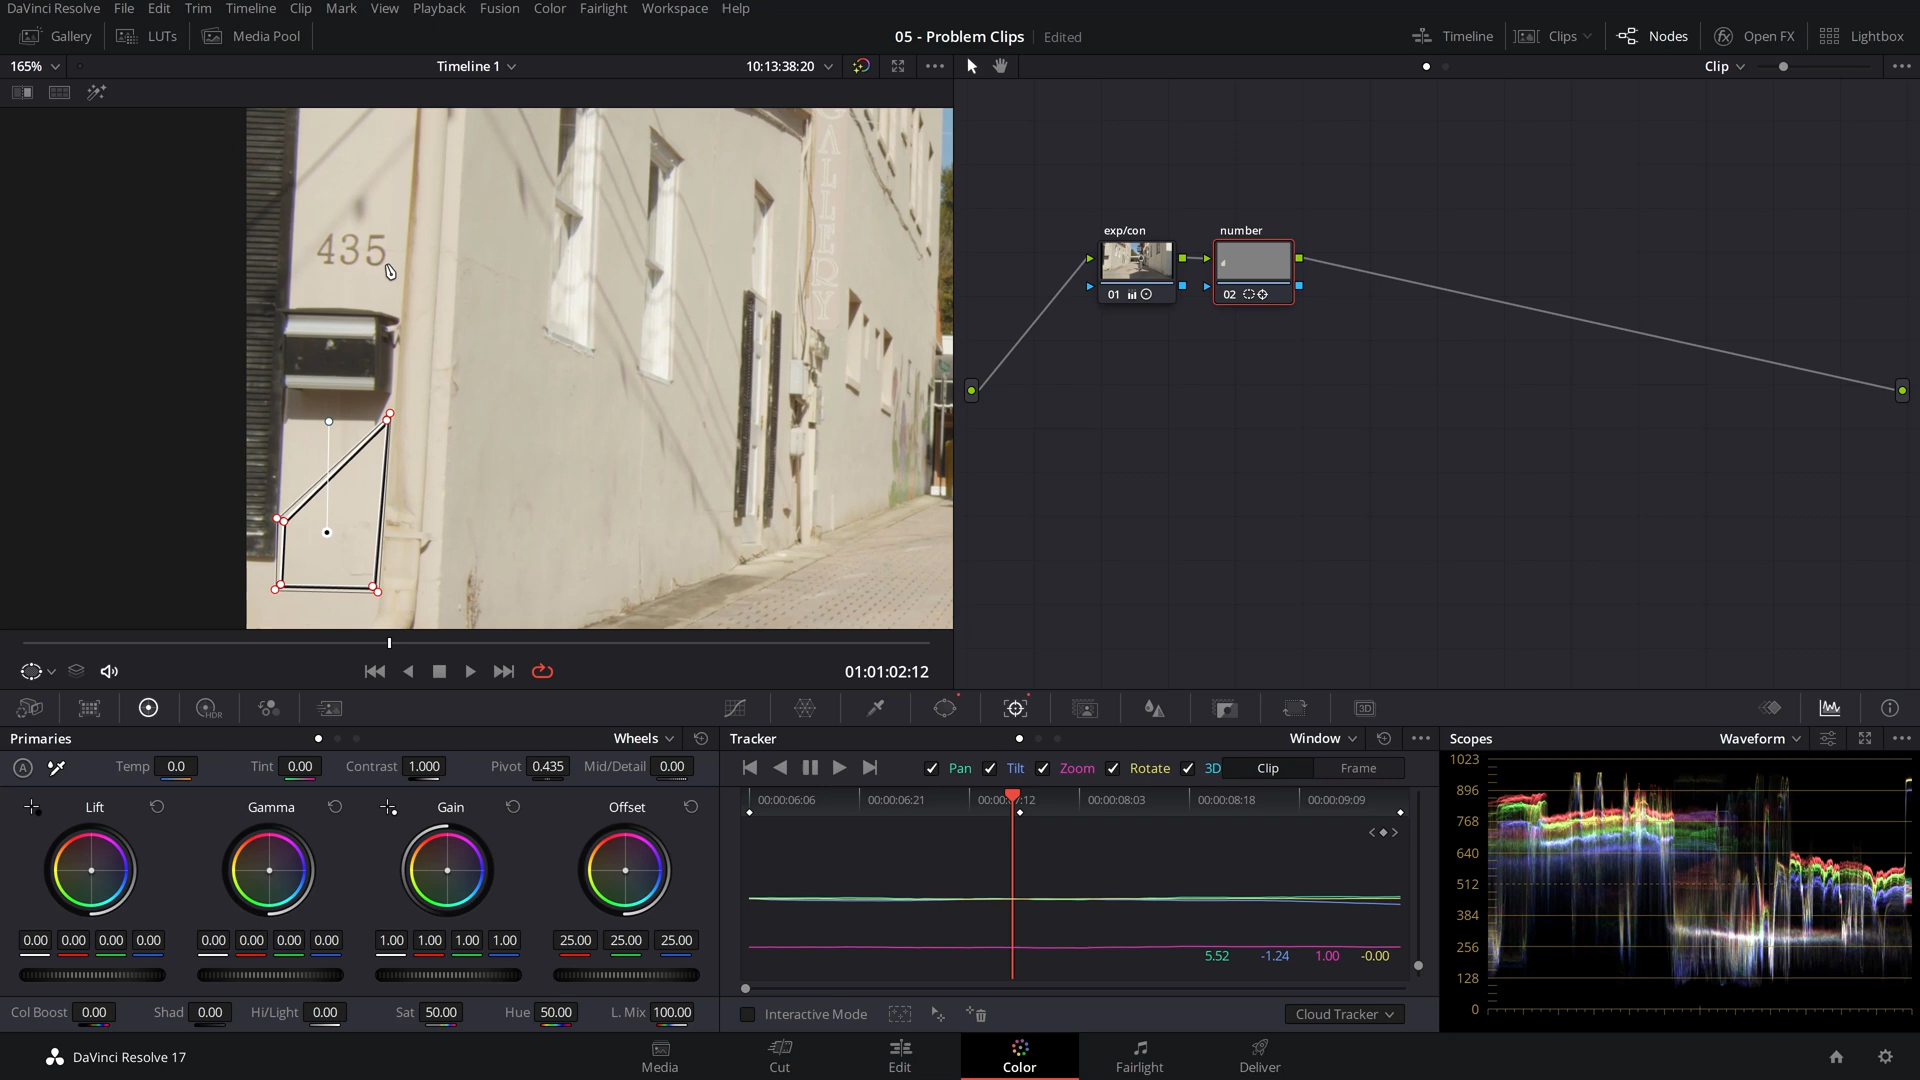 DaVinci Resolve File Edit Trim Timeline Clip Mark View Playback Fusion Color Fairlight Workspace Help
Gallery LUTs Media Pool 05 - Problem Clips Edited Timeline Clips Nodes Open FX Lightbox
165% Timeline 1 10:13:38:20 Clip
GALLERY
435
exp/con number
01 02
01:01:02:12
HDR 3D
Primaries Wheels Tracker Window Scopes Waveform
A Temp 0.0 Tint 0.00 Contrast 1.000 Pivot 0.435 Mid/Detail 0.00 Pan Tilt Zoom Rotate 3D Clip Frame
Lift Gamma Gain Offset
00:00:06:06 00:00:06:21 00:00:07:12 00:00:08:03 00:00:08:18 00:00:09:09
1023
896
768
640
512
384
256
128
0
0.00 0.00 0.00 0.00 0.00 0.00 0.00 0.00 1.00 1.00 1.00 1.00 25.00 25.00 25.00
5.52 -1.24 1.00 -0.00
Col Boost 0.00 Shad 0.00 Hi/Light 0.00 Sat 50.00 Hue 50.00 L. Mix 100.00 Interactive Mode Cloud Tracker
DaVinci Resolve 17 Media Cut Edit Color Fairlight Deliver